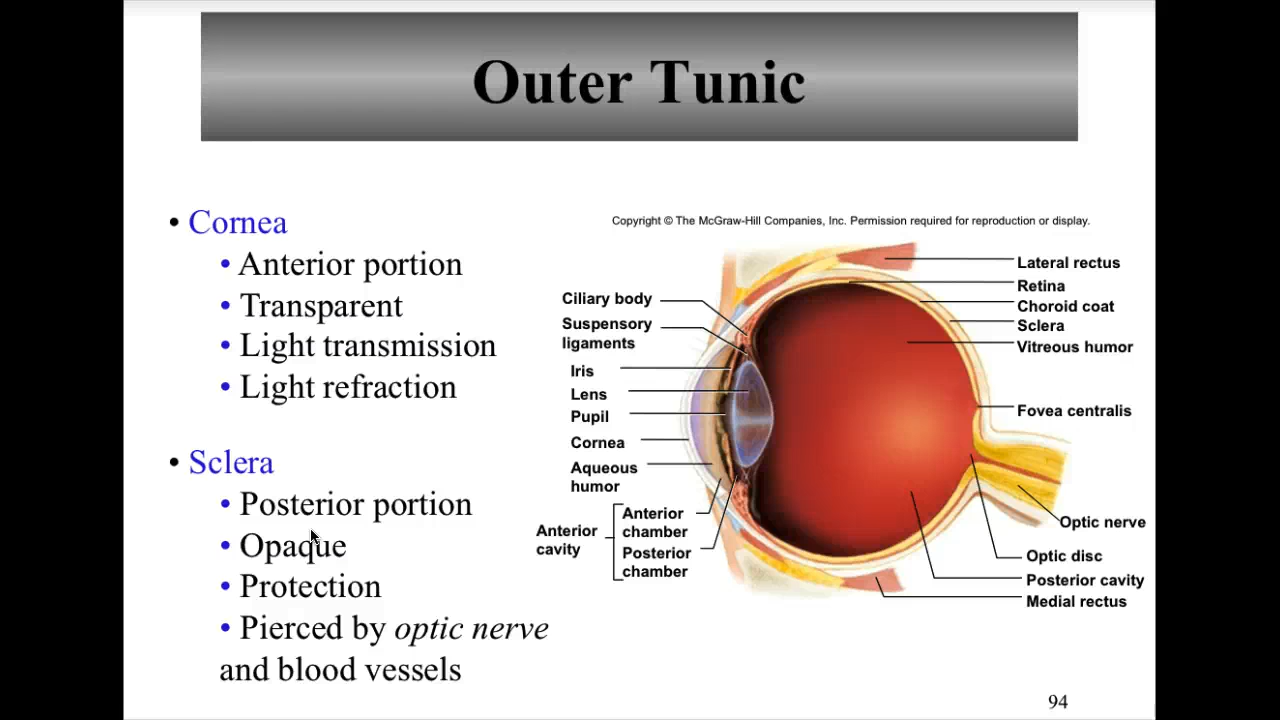 Outer Tunic
• Cornea
• Anterior portion
• Transparent
• Light transmission
• Light refraction
• Sclera
• Posterior portion
• Opaque
• Protection
• Pierced by optic nerve
and blood vessels
Copyright © The McGraw-Hill Companies, Inc. Permission required for reproduction or display.
Ciliary body
Suspensory
ligaments
Iris
Lens
Pupil
Cornea
Aqueous
humor
Anterior
cavity
Anterior
chamber
Posterior
chamber
Lateral rectus
Retina
Choroid coat
Sclera
Vitreous humor
Fovea centralis
Optic nerve
Optic disc
Posterior cavity
Medial rectus
94